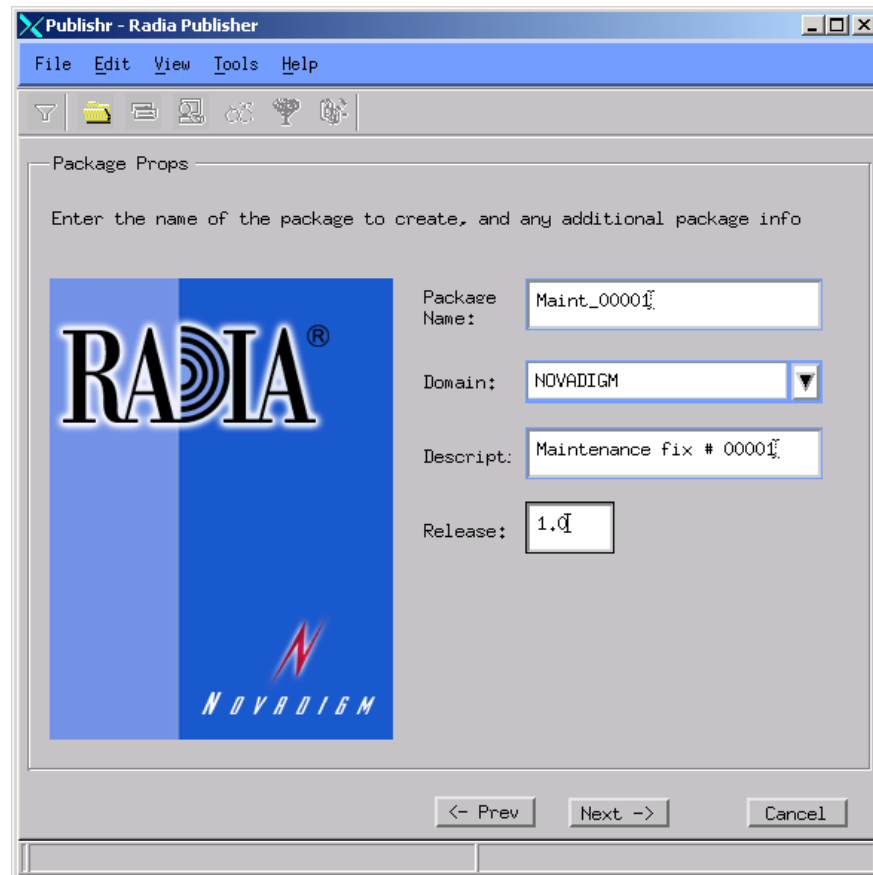 Publishr - Radia Publisher
File Edit View Tools Help
Package Props
Enter the name of the package to create, and any additional package info
RADIA®
Package
Name:
Maint_00001
Domain:
NOVADIGM
Descript:
Maintenance fix # 00001
Release:
1.0
NOVADIGM
<- Prev
Next ->
Cancel